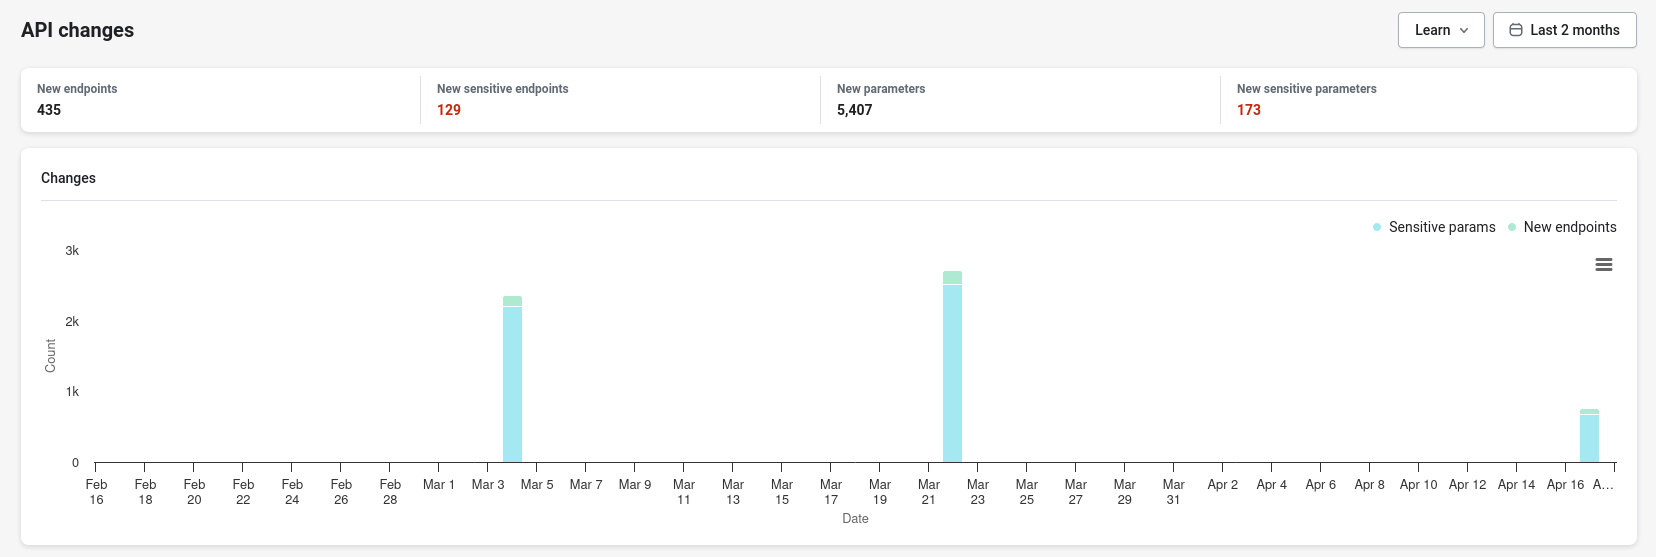 API changes
Learn
Last 2 months
New endpoints
435
New sensitive endpoints
129
New parameters
5,407
New sensitive parameters
173
Changes
Sensitive params
New endpoints
3k
2k
1k
0
Count
Feb 16
Feb 18
Feb 20
Feb 22
Feb 24
Feb 26
Feb 28
Mar 1
Mar 3
Mar 5
Mar 7
Mar 9
Mar 11
Mar 13
Mar 15
Mar 17
Mar 19
Mar 21
Mar 23
Mar 25
Mar 27
Mar 29
Mar 31
Apr 2
Apr 4
Apr 6
Apr 8
Apr 10
Apr 12
Apr 14
Apr 16
A...
Date